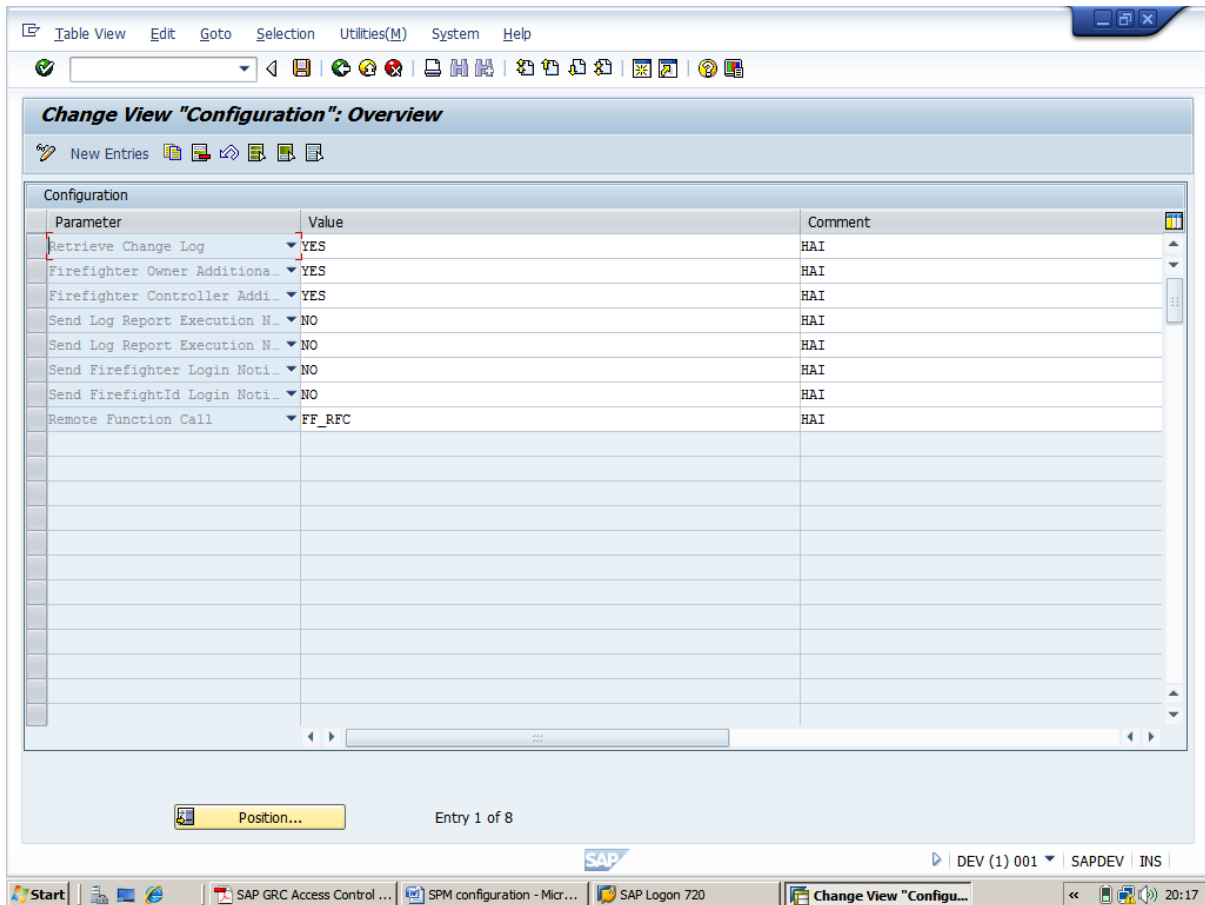 Table View Edit Goto Selection Utilities(M) System Help
Change View "Configuration": Overview
New Entries
Configuration
Parameter Value Comment
Retrieve Change Log YES HAI
Firefighter Owner Additiona… YES HAI
Firefighter Controller Addi… YES HAI
Send Log Report Execution N… NO HAI
Send Log Report Execution N… NO HAI
Send Firefighter Login Noti… NO HAI
Send FirefightId Login Noti… NO HAI
Remote Function Call FF_RFC HAI
Position... Entry 1 of 8
SAP DEV (1) 001 SAPDEV INS
Start SAP GRC Access Control ... SPM configuration - Micr... SAP Logon 720 Change View "Configu... « 20:17